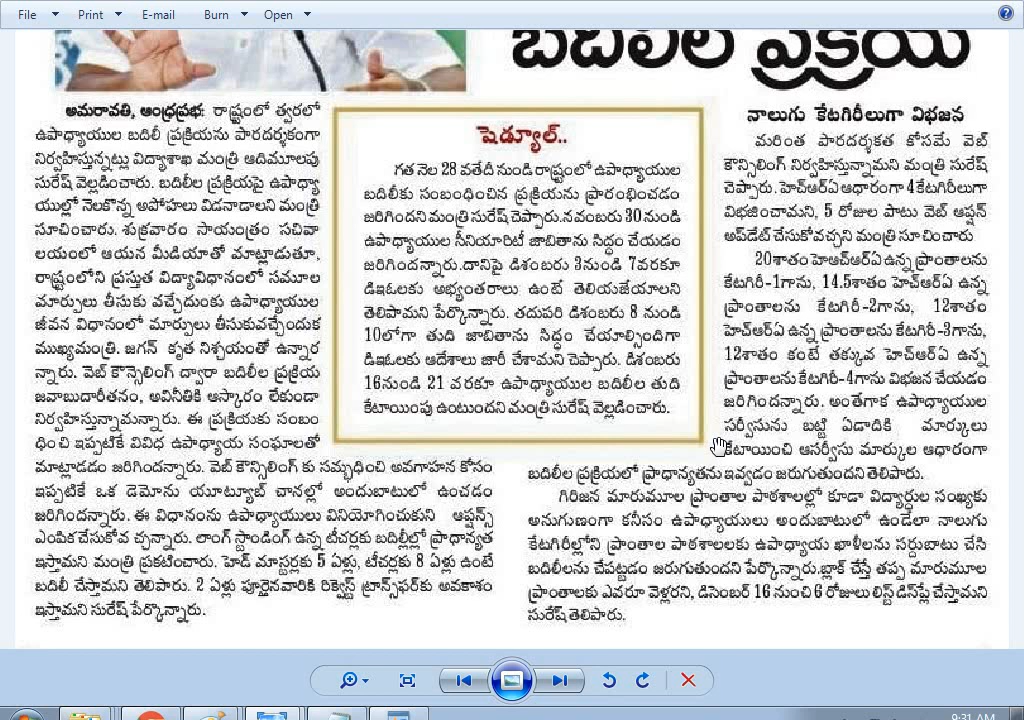 File Print E-mail Burn Open
బదిలీల ప్రక్రియ
అమరావతి, ఆంధ్రప్రభ: రాష్ట్రంలో త్వరలో
ఉపాధ్యాయుల బదిలీ ప్రక్రియను పారదర్శకంగా
నిర్వహిస్తున్నట్లు విద్యాశాఖ మంత్రి ఆదిమూలపు
సురేష్ వెల్లడించారు. బదిలీల ప్రక్రియపై ఉపాధ్యా
యుల్లో నెలకొన్న అపోహలు విడనాడాలని మంత్రి
సూచించారు. శుక్రవారం సాయంత్రం సచివా
లయంలో ఆయన మీడియాతో మాట్లాడుతూ,
రాష్ట్రంలోని ప్రస్తుత విద్యావిధానంలో సమూల
మార్పులు తీసుకు వచ్చేదుంకు ఉపాధ్యాయుల
జీవన విధానంలో మార్పులు తీసుకువచ్చేందుక
ముఖ్యమంత్రి. జగన్ కృత నిశ్చయంతో ఉన్నార
న్నారు. వెబ్ కౌన్సెలింగ్ ద్వారా బదిలీల ప్రక్రియ
జవాబుదారీతనం, అవినీతికి ఆస్కారం లేకుండా
నిర్వహిస్తున్నామన్నారు. ఈ ప్రక్రియకు సంబం
ధించి ఇప్పటికే వివిధ ఉపాధ్యాయ సంఘాలతో
మాట్లాడడం జరిగిందన్నారు. వెబ్ కౌన్సిలింగ్ కు సమ్బంధించి అవగాహన కోసం
ఇప్పటికే ఒక డెమోను యూట్యూబ్ చానల్లో అందుబాటులో ఉంచడం
జరిగిందన్నారు. ఈ విధానంను ఉపాధ్యాయులు వినియోగించుకుని ఆప్షన్స్
ఎంపిక చేసుకోవ చ్చన్నారు. లాంగ్ స్టాండింగ్ ఉన్న టీచర్లకు బదిల్లీల్లో ప్రాధాన్యత
ఇస్తామని మంత్రి ప్రకటించారు. హెడ్ మాస్టర్లకు 5 ఏళ్లు, టీచర్లకు 8 ఏళ్లు ఉంటే
బదిలీ చేస్తామని తెలిపారు. 2 ఏళ్లు పూర్తైనవారికి రిక్వెస్ట్ ట్రాన్స్‌ఫర్‌కు అవకాశం
ఇస్తామని సురేష్ పేర్కొన్నారు.
షెడ్యూల్..
గత నెల 28 వతేదీ నుండి రాష్ట్రంలో ఉపాధ్యాయుల
బదిలీకు సంబంధించిన ప్రక్రియను ప్రారంభించడం
జరిగిందని మంత్రి సురేష్ చెప్పారు. నవంబరు 30 నుండి
ఉపాధ్యాయుల సీనియారిటీ జాబితాను సిద్ధం చేయడం
జరిగిందన్నారు.దానిపై డిశంబరు 3నుండి 7వరకూ
డిఇఓలకు అభ్యంతరాలు ఉంటే తెలియజేయాలని
తెలిపామని పేర్కొన్నారు. తదుపరి డిశంబరు 8 నుండి
10లోగా తుది జాబితాను సిద్ధం చేయాల్సిందిగా
డిఇఓలకు ఆదేశాలు జారీ చేశామని చెప్పారు. డిశంబరు
16నుండి 21 వరకూ ఉపాధ్యాయుల బదిలీల తుది
కేటాయింపు ఉంటుందని మంత్రి సురేష్ వెల్లడించారు.
నాలుగు కేటగిరీలుగా విభజన
మరింత పారదర్శకత కోసమే వెబ్
కౌన్సిలింగ్ నిర్వహిస్తున్నామని మంత్రి సురేష్
చెప్పారు. హెచ్ఆర్ఏ ఆధారంగా 4కేటగిరీలుగా
విభజించామని, 5 రోజుల పాటు వెబ్ ఆప్షన్
అప్‌డేట్ చేసుకోవచ్చని మంత్రి సూచించారు
20శాతం హెఆచ్ఆర్ఏ ఉన్న ప్రాంతాలను
కేటగిరీ-1గాను, 14.5శాతం హెచ్ఆర్ఏ ఉన్న
ప్రాంతాలను కేటగిరీ-2గాను, 12శాతం
హెచ్ఆర్ఏ ఉన్న ప్రాంతాలను కేటగిరీ-3గాను,
12శాతం కంటే తక్కువ హెచ్ఆర్ఏ ఉన్న
ప్రాంతాలను కేటగిరీ-4గాను విభజన చేయడం
జరిగిందన్నారు. అంతేగాక ఉపాధ్యాయుల
సర్వీసును బట్టి ఏడాదికి మార్కులు
కేటాయించి ఆసర్వీసు మార్కుల ఆధారంగా
బదిలీల ప్రక్రియలో ప్రాధాన్యతను ఇవ్వడం జరుగుతుందని తెలిపారు.
గిరిజన మారుమూల ప్రాంతాల పాఠశాలల్లో కూడా విద్యార్థుల సంఖ్యకు
అనుగుణంగా కనీసం ఉపాధ్యాయులు అందుబాటులో ఉండేలా నాలుగు
కేటగిరీల్లోని ప్రాంతాల పాఠశాలలకు ఉపాధ్యాయ ఖాళీలను సర్దుబాటు చేసి
బదిలీలను చేపట్టడం జరుగుతుందని పేర్కొన్నారు.బ్లాక్ చేస్తే తప్ప మారుమూల
ప్రాంతాలకు ఎవరూ వెళ్లరని, డిసెంబర్ 16 నుంచి 6 రోజులు లిస్ట్ డిస్‌ప్లే చేస్తామని
సురేష్ తెలిపారు.
9:31 AM